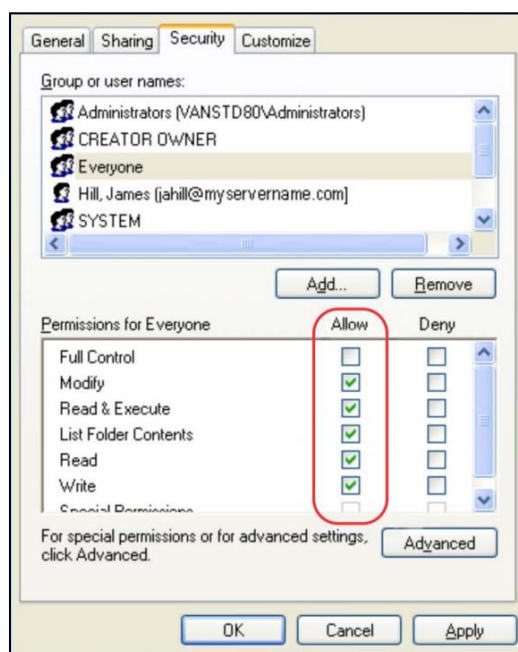 General Sharing Security Customize
Group or user names:
Administrators (VANSTD80\Administrators)
CREATOR OWNER
Everyone
Hill, James (jahill@myservername.com]
SYSTEM
Add... Remove
Permissions for Everyone Allow Deny
Full Control
Modify
Read & Execute
List Folder Contents
Read
Write
Special Permissions
For special permissions or for advanced settings,
click Advanced.
Advanced
OK Cancel Apply